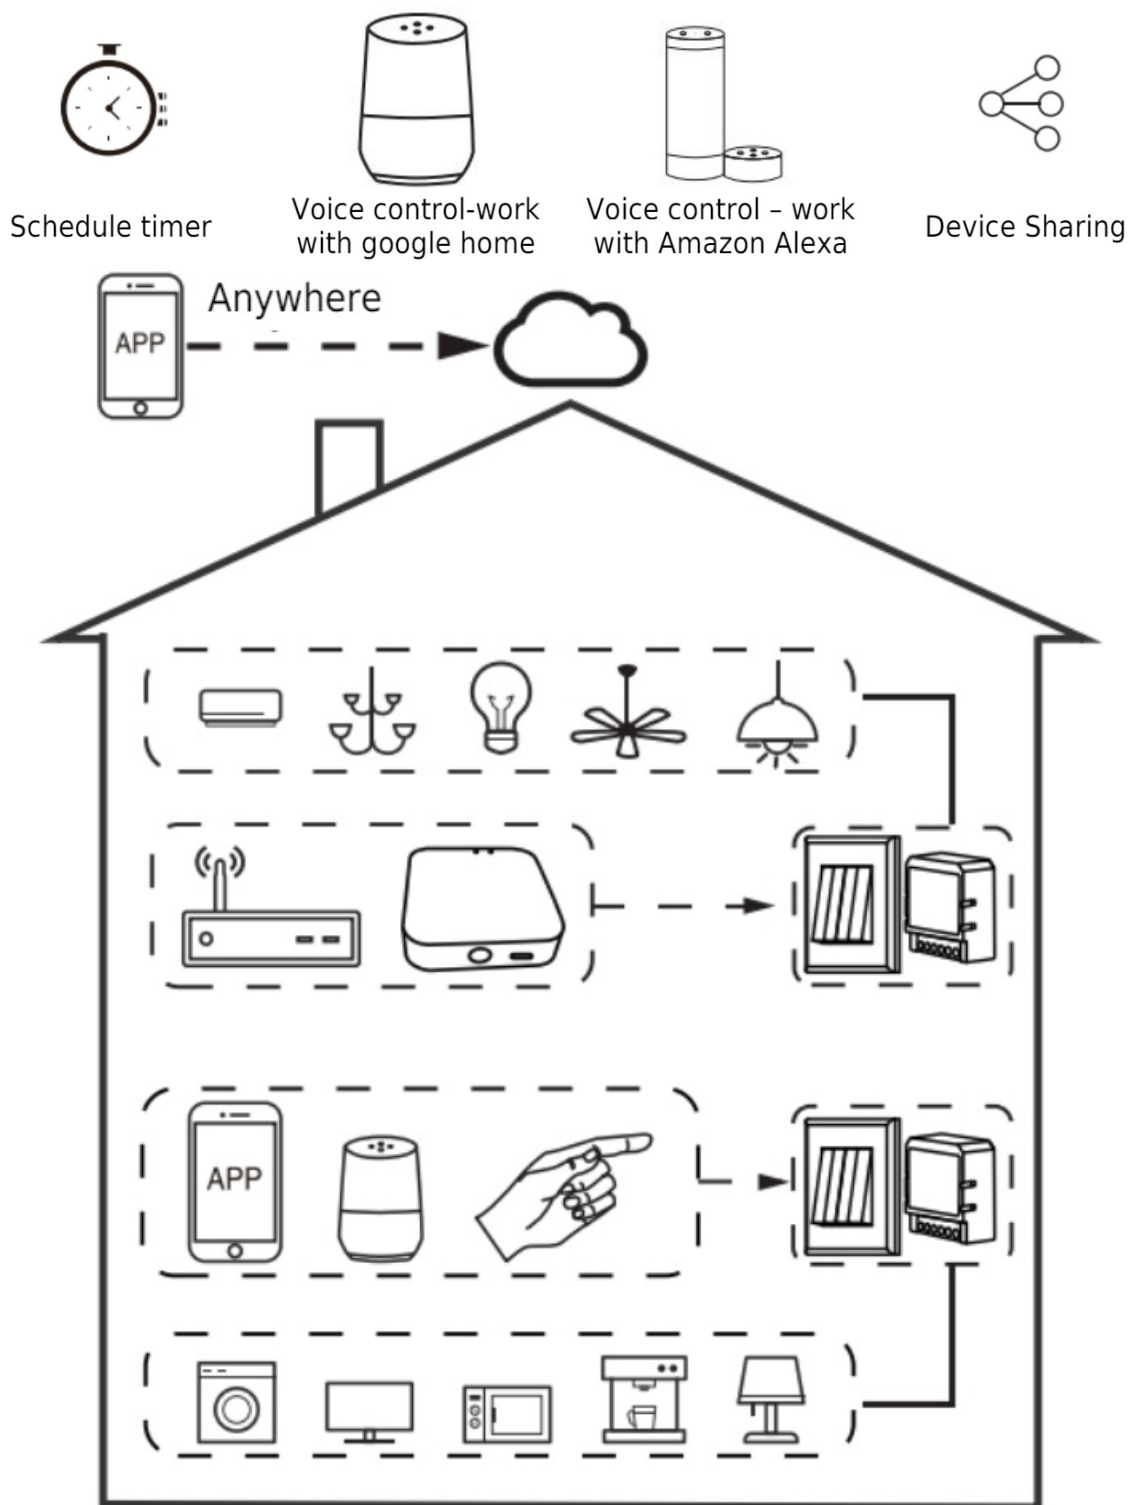 Schedule timer
Voice control-work
with google home
Voice control – work
with Amazon Alexa
Device Sharing
Anywhere
APP
APP